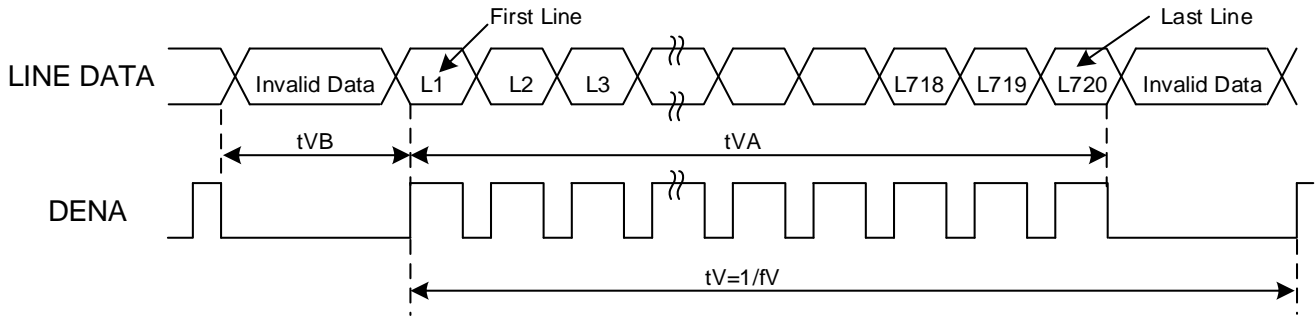 First Line
Last Line
LINE DATA
Invalid Data L1 L2 L3 L718 L719 L720 Invalid Data
tVB
tVA
DENA
tV=1/fV